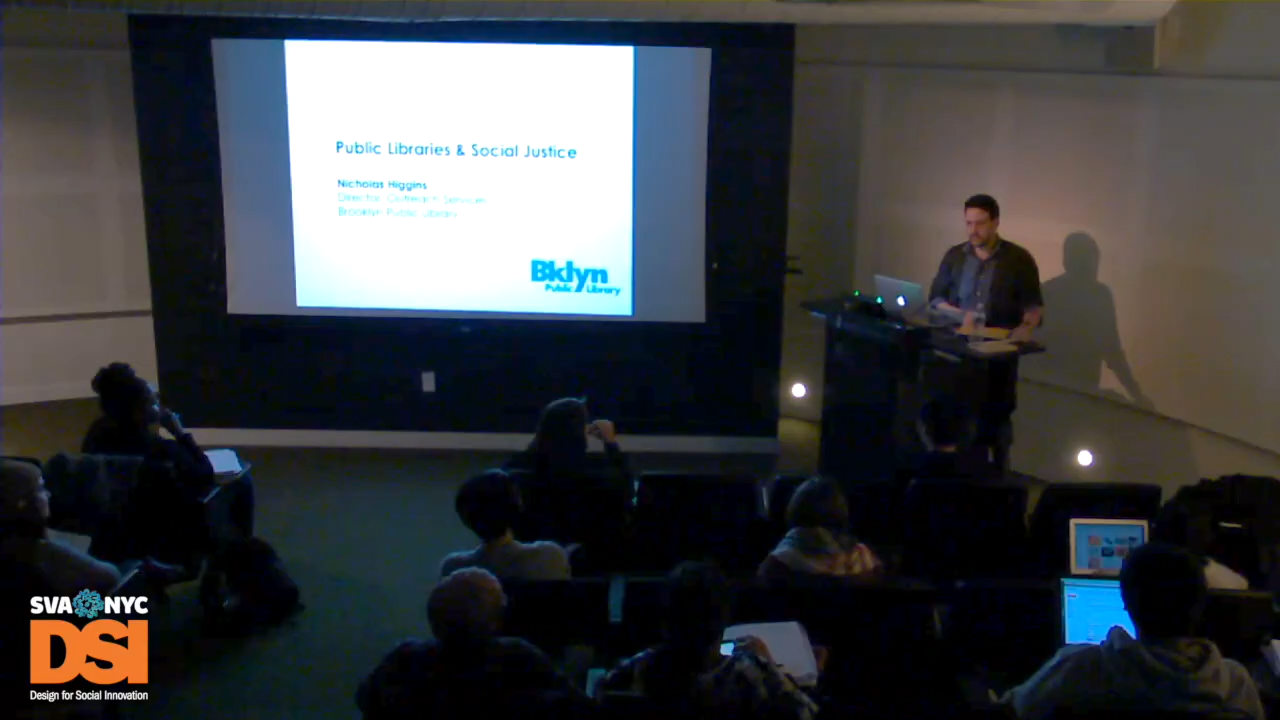 Public Libraries & Social Justice
Nicholas Higgins
Director, Outreach Services
Brooklyn Public Library
Bklyn
Public Library
SVA NYC
DSI
Design for Social Innovation